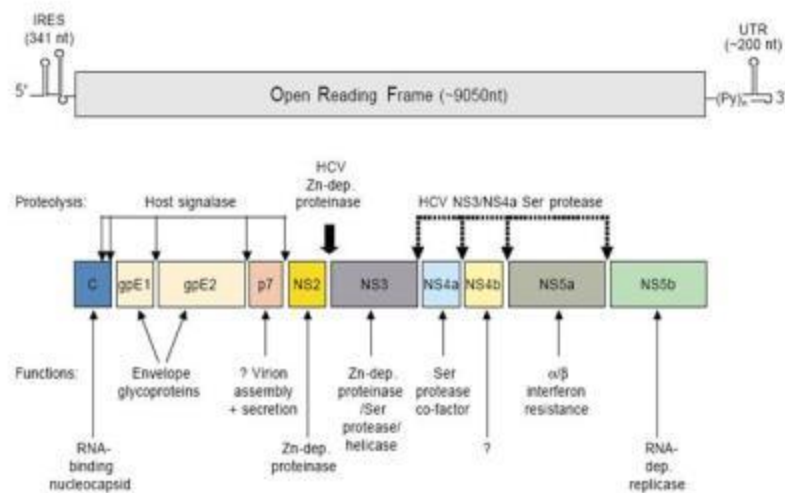 IRES
(341 nt)
UTR
(~200 nt)
5'
Open Reading Frame (~9050nt)
(Py)n
3'
HCV
Zn-dep.
proteinase
Proteolysis:
Host signalase
HCV NS3/NS4a Ser protease
C
gpE1
gpE2
p7
NS2
NS3
NS4a
NS4b
NS5a
NS5b
Functions:
Envelope
glycoproteins
? Virion
assembly
+ secretion
Zn-dep.
proteinase
/Ser
protease/
helicase
Ser
protease
co-factor
α/β
interferon
resistance
RNA-
binding
nucleocapsid
Zn-dep.
proteinase
?
RNA-
dep.
replicase